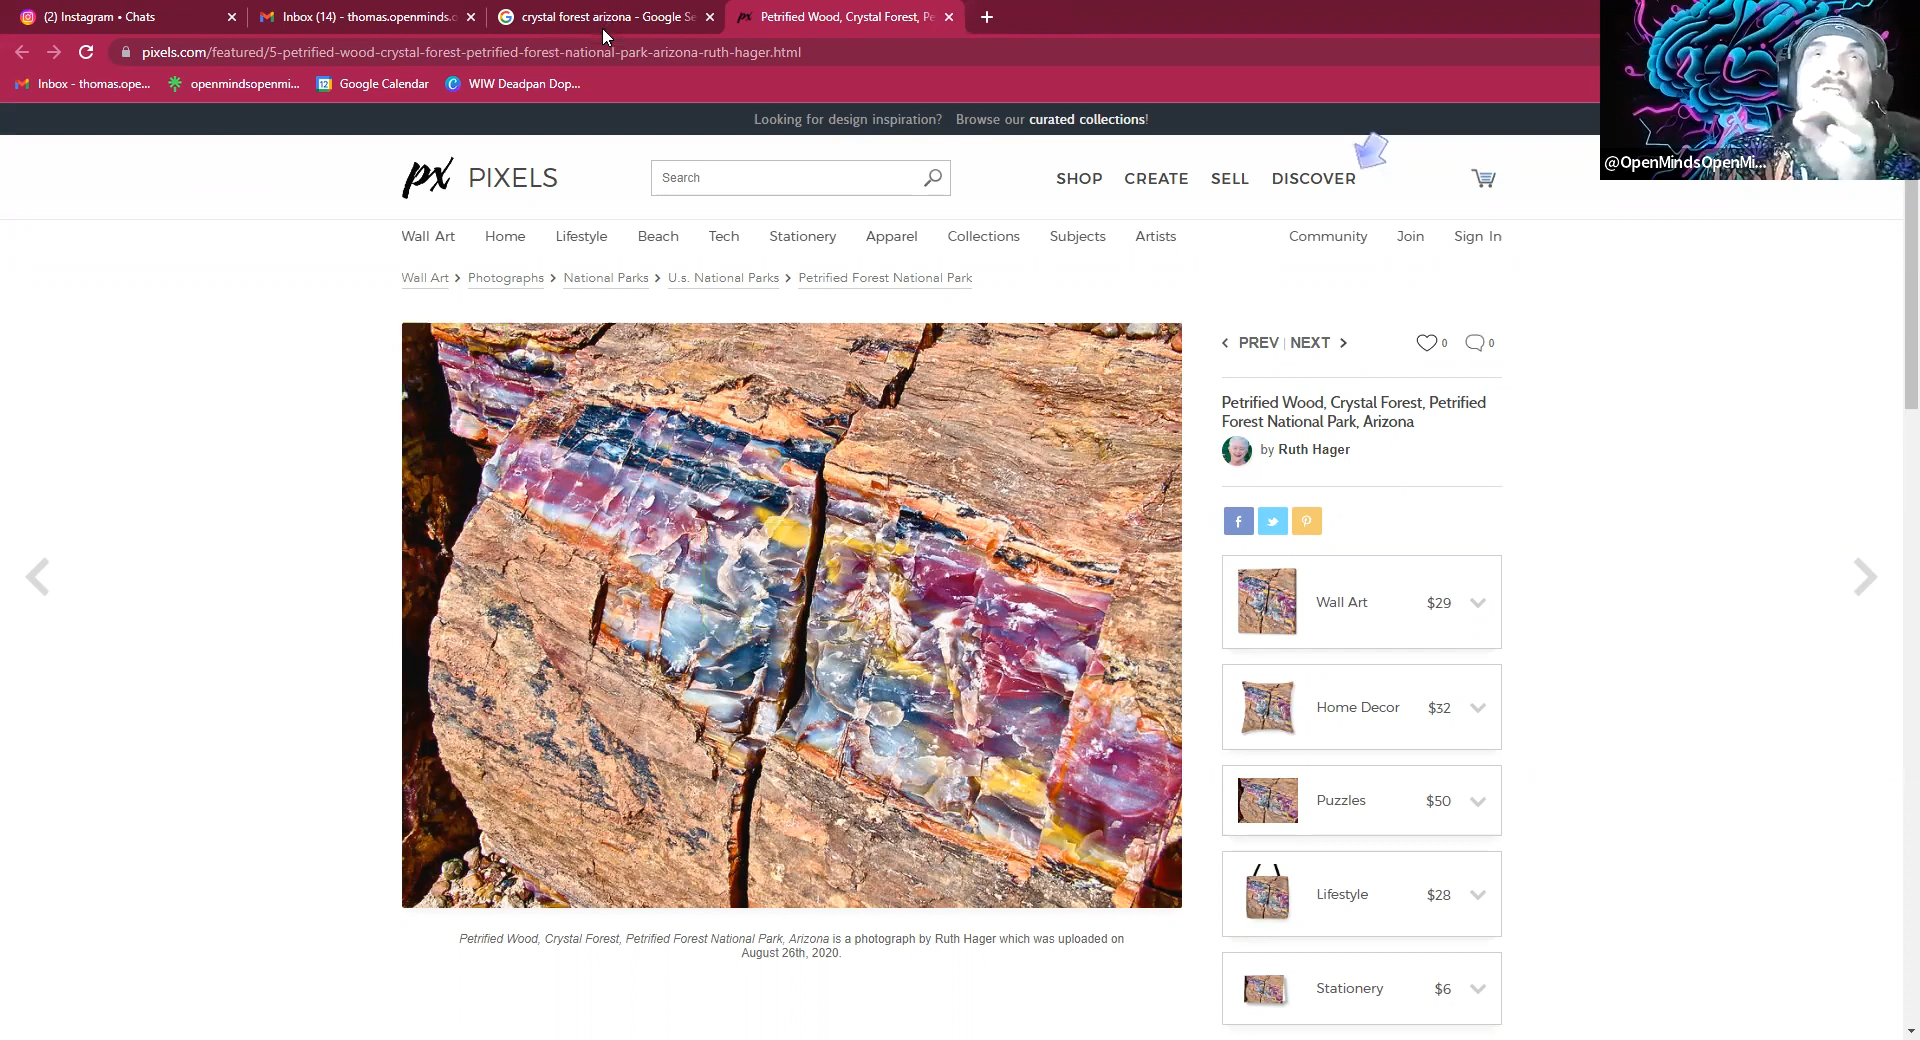 (2) Instagram • Chats
Inbox (14) - thomas.openminds.o
crystal forest arizona - Google Se
Petrified Wood, Crystal Forest, Pe
pixels.com/featured/5-petrified-wood-crystal-forest-petrified-forest-national-park-arizona-ruth-hager.html
Inbox - thomas.ope...
openmindsopenmi...
Google Calendar
WIW Deadpan Dop...
Looking for design inspiration? Browse our curated collections!
@OpenMindsOpenMi...
px PIXELS
Search
SHOP CREATE SELL DISCOVER
Wall Art Home Lifestyle Beach Tech Stationery Apparel Collections Subjects Artists Community Join Sign In
Wall Art > Photographs > National Parks > U.s. National Parks > Petrified Forest National Park
< PREV | NEXT > 0 0
Petrified Wood, Crystal Forest, Petrified
Forest National Park, Arizona
by Ruth Hager
Wall Art $29
Home Decor $32
Puzzles $50
Lifestyle $28
Stationery $6
Petrified Wood, Crystal Forest, Petrified Forest National Park, Arizona is a photograph by Ruth Hager which was uploaded on
August 26th, 2020.